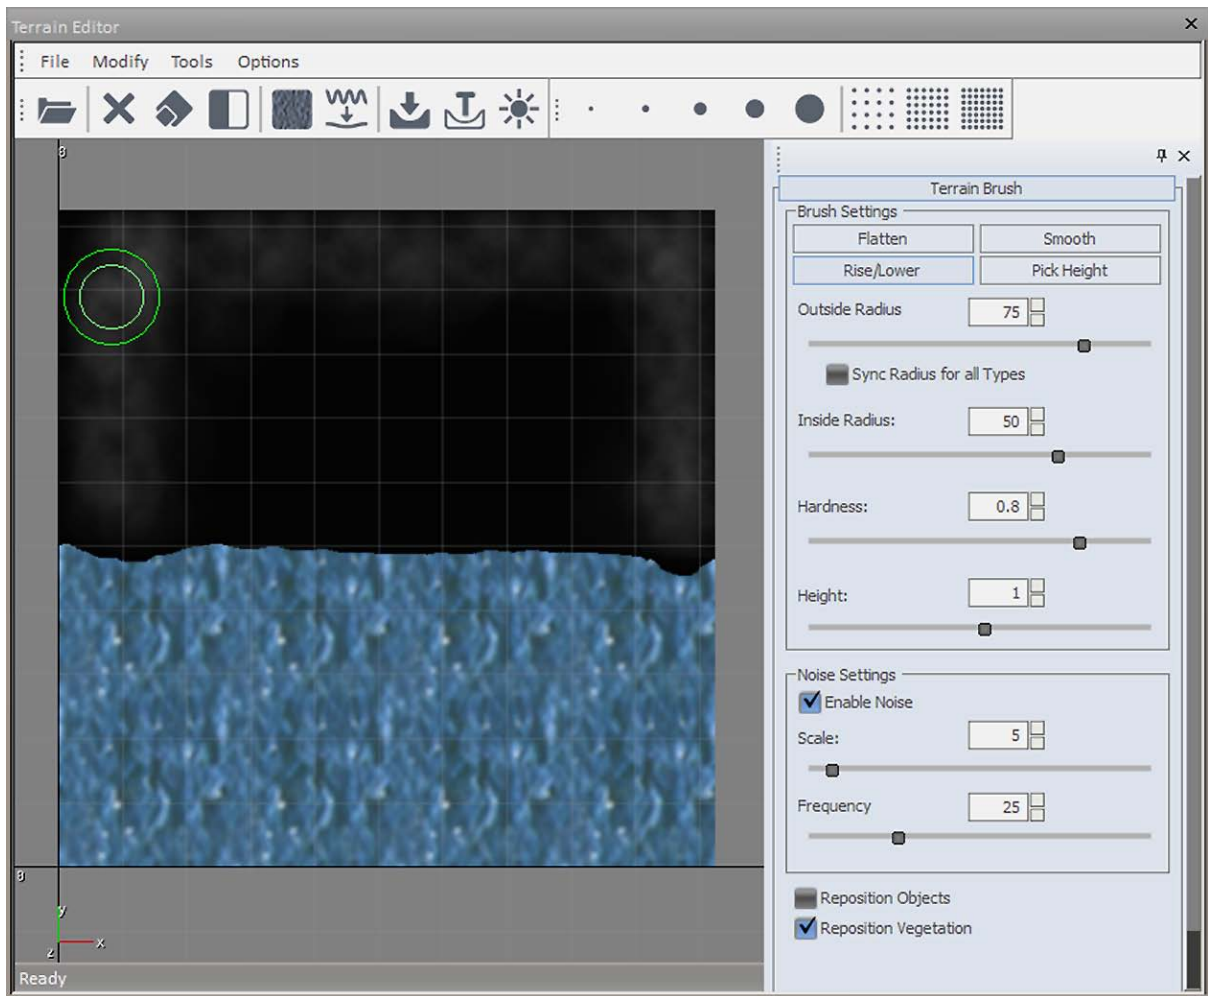 Terrain Editor
File Modify Tools Options
Terrain Brush
Brush Settings
Flatten Smooth
Rise/Lower Pick Height
Outside Radius 75
Sync Radius for all Types
Inside Radius: 50
Hardness: 0.8
Height: 1
Noise Settings
Enable Noise
Scale: 5
Frequency 25
Reposition Objects
Reposition Vegetation
0
0
y
x
z
Ready